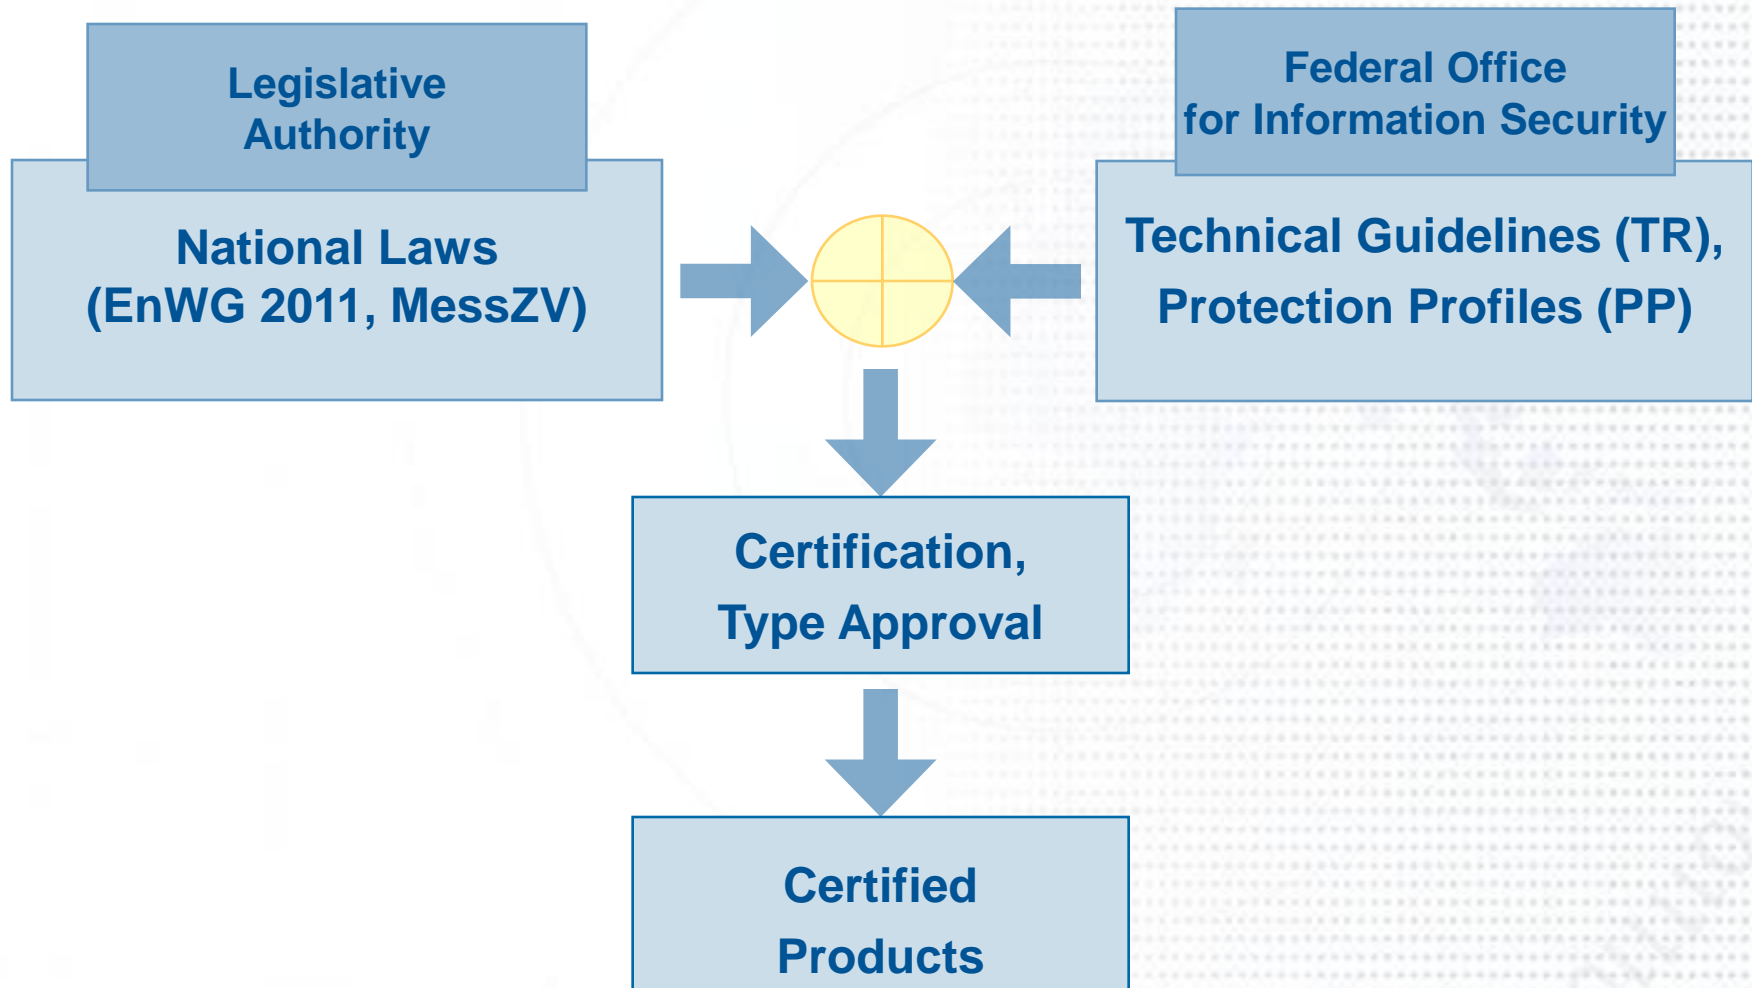 Legislative
Authority
National Laws
(EnWG 2011, MessZV)
Federal Office
for Information Security
Technical Guidelines (TR),
Protection Profiles (PP)
Certification,
Type Approval
Certified
Products